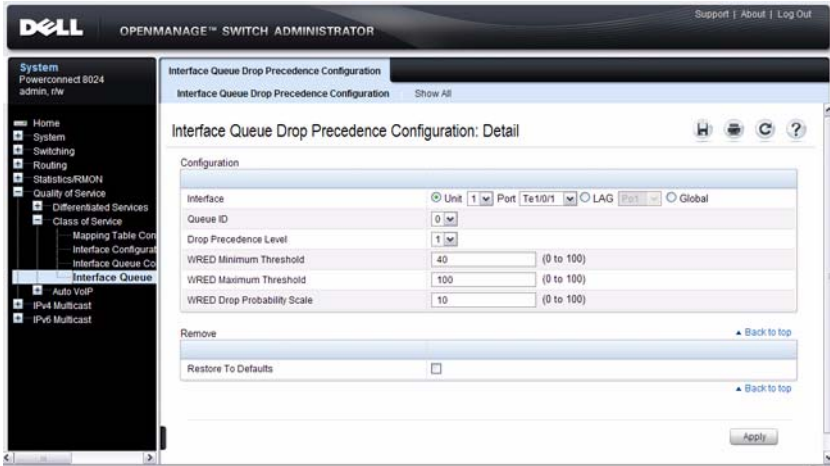 Support | About | Log Out
DELL OPENMANAGE™ SWITCH ADMINISTRATOR
System
Powerconnect 8024
admin, r/w
Home
System
Switching
Routing
Statistics/RMON
Quality of Service
Differentiated Services
Class of Service
Mapping Table Con
Interface Configurat
Interface Queue Co
Interface Queue
Auto VoIP
IPv4 Multicast
IPv6 Multicast
Interface Queue Drop Precedence Configuration
Interface Queue Drop Precedence Configuration Show All
Interface Queue Drop Precedence Configuration: Detail
Configuration
Interface Unit 1 Port Te1/0/1 LAG Po1 Global
Queue ID 0
Drop Precedence Level 1
WRED Minimum Threshold 40 (0 to 100)
WRED Maximum Threshold 100 (0 to 100)
WRED Drop Probability Scale 10 (0 to 100)
Remove Back to top
Restore To Defaults
Back to top
Apply